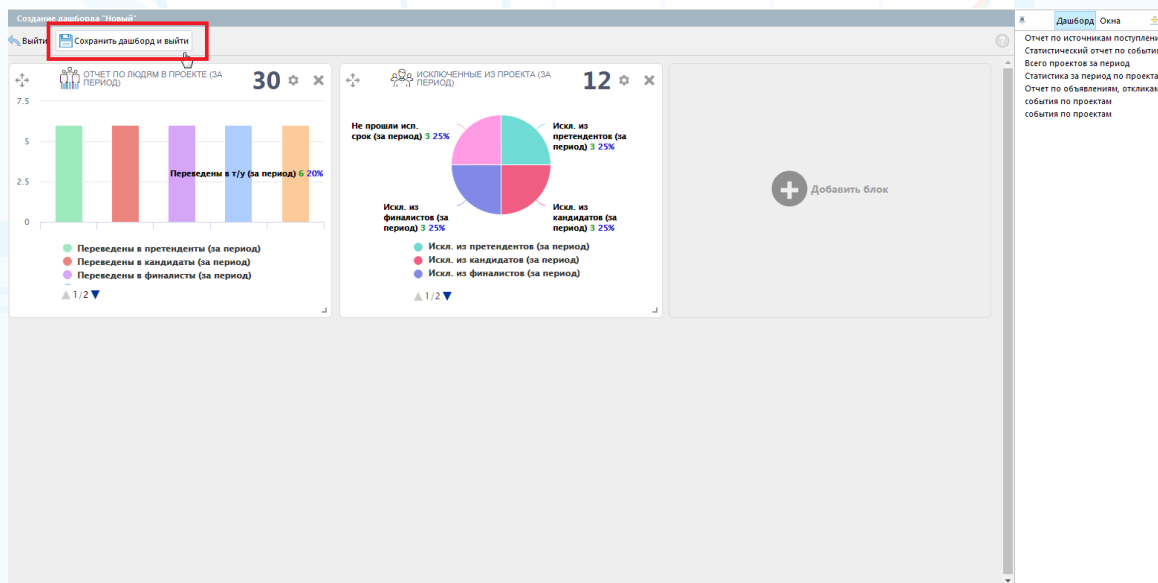 Создание дашборда "Новый"
Выйти
Сохранить дашборд и выйти
Дашборд Окна
Отчет по источникам поступлени
Статистический отчет по события
Всего проектов за период
Статистика за период по проекта
Отчет по объявлениям, откликам
события по проектам
события по проектам
ОТЧЕТ ПО ЛЮДЯМ В ПРОЕКТЕ (ЗА
ПЕРИОД)
30
7.5
5
2.5
0
Переведены в т/у (за период) 6 20%
Переведены в претенденты (за период)
Переведены в кандидаты (за период)
Переведены в финалисты (за период)
1/2
ИСКЛЮЧЕННЫЕ ИЗ ПРОЕКТА (ЗА
ПЕРИОД)
12
Не прошли исп.
срок (за период) 3 25%
Искл. из
претендентов (за
период) 3 25%
Искл. из
финалистов (за
период) 3 25%
Искл. из
кандидатов (за
период) 3 25%
Искл. из претендентов (за период)
Искл. из кандидатов (за период)
Искл. из финалистов (за период)
1/2
Добавить блок